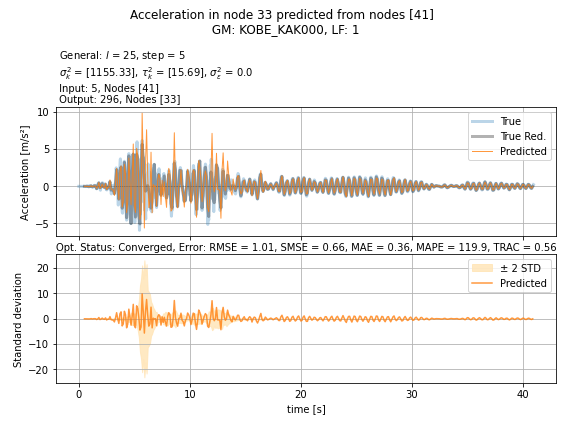 Acceleration in node 33 predicted from nodes [41]
GM: KOBE_KAK000, LF: 1
General: l = 25, step = 5
σ²ₖ = [1155.33], τ²ₖ = [15.69], σ²_ε = 0.0
Input: 5, Nodes [41]
Output: 296, Nodes [33]
Acceleration [m/s²]
10
5
0
−5
True
True Red.
Predicted
Opt. Status: Converged, Error: RMSE = 1.01, SMSE = 0.66, MAE = 0.36, MAPE = 119.9, TRAC = 0.56
Standard deviation
20
10
0
−10
−20
± 2 STD
Predicted
0 10 20 30 40
time [s]